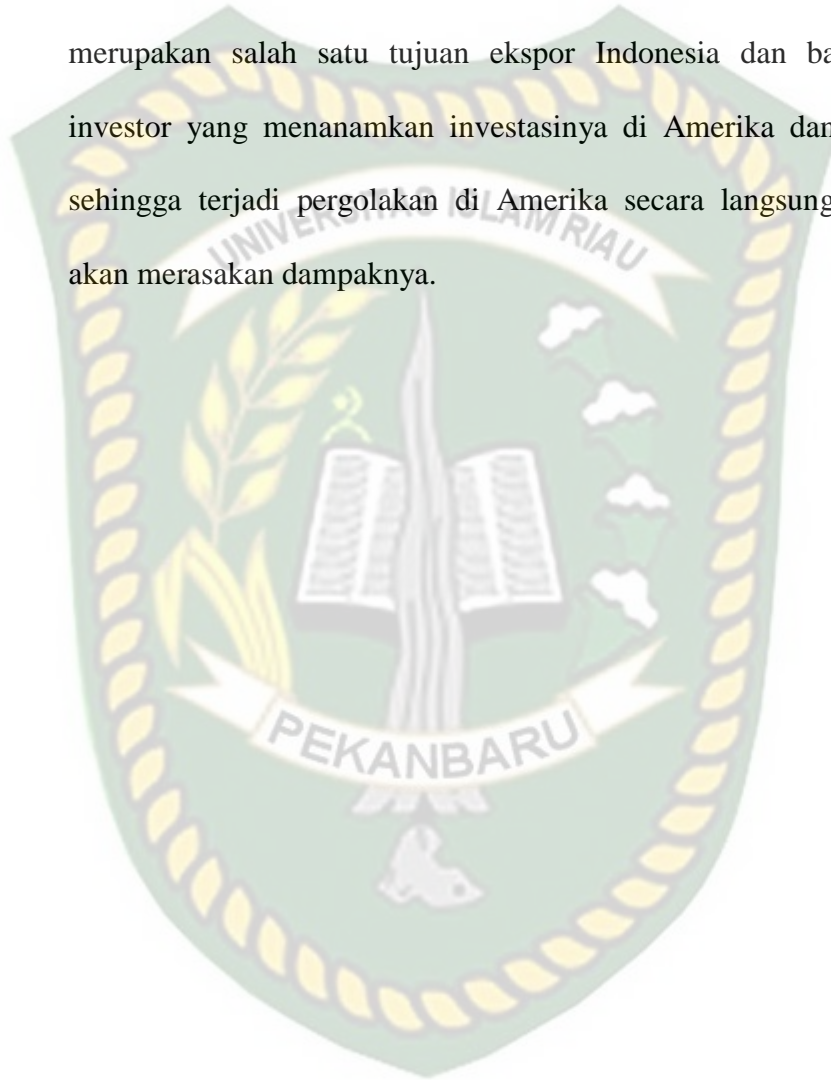 merupakan salah satu tujuan ekspor Indonesia dan ba
investor yang menanamkan investasinya di Amerika dan
sehingga terjadi pergolakan di Amerika secara langsung
akan merasakan dampaknya.
UNIVERSITAS ISLAM RIAU
PEKANBARU